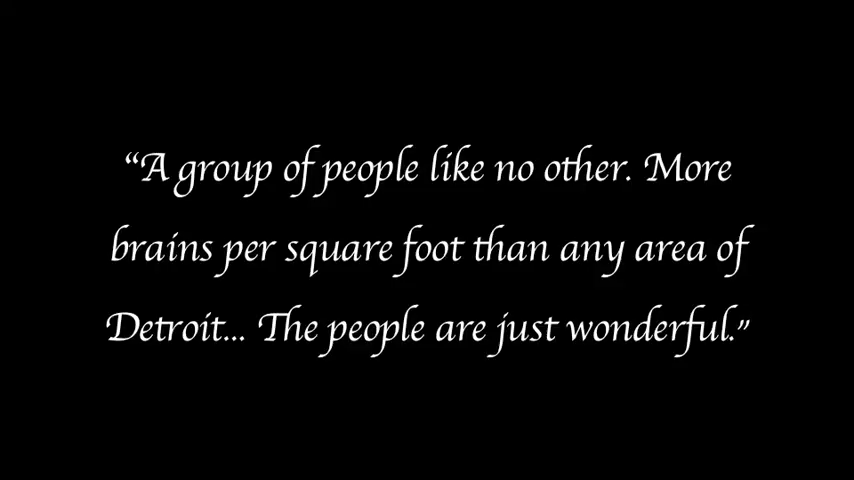 “A group of people like no other. More
brains per square foot than any area of
Detroit... The people are just wonderful.”